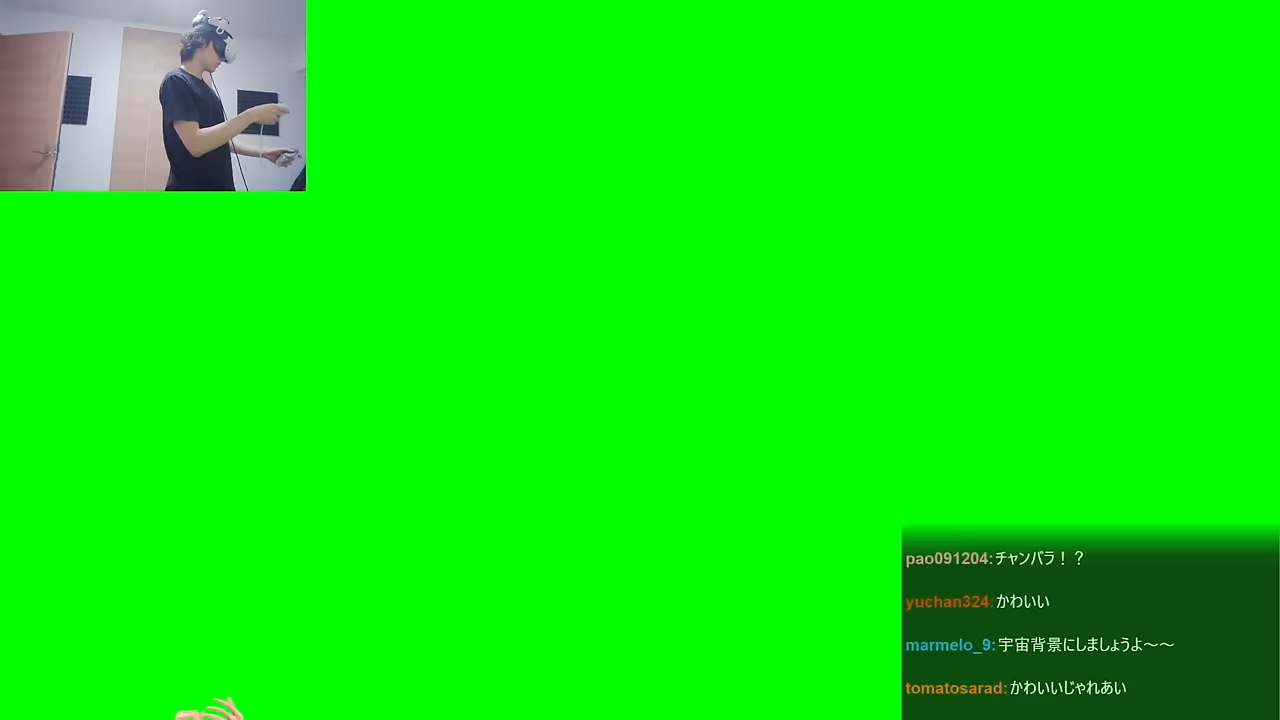 pao091204:チャンバラ！？
yuchan324:かわいい
marmelo_9:宇宙背景にしましょうよ～～
tomatosarad:かわいいじゃれあい